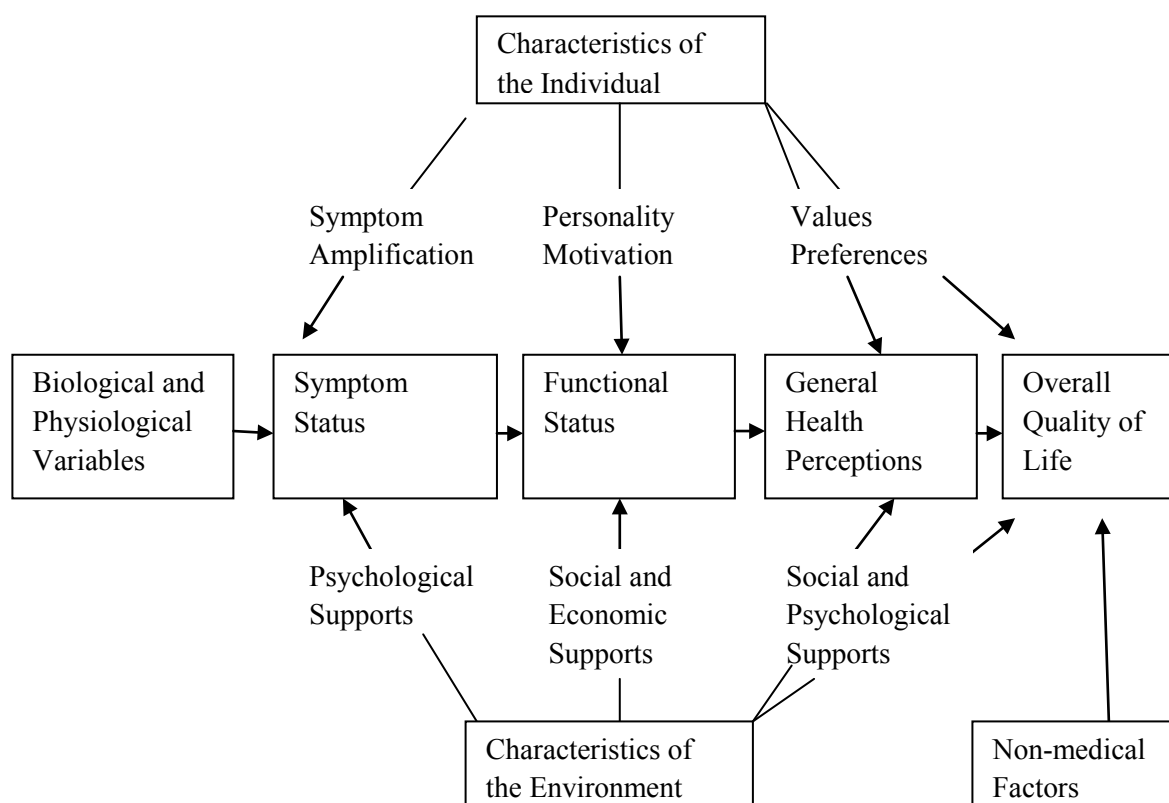 Characteristics of
the Individual
Symptom
Amplification
Personality
Motivation
Values
Preferences
Biological and
Physiological
Variables
Symptom
Status
Functional
Status
General
Health
Perceptions
Overall
Quality of
Life
Psychological
Supports
Social and
Economic
Supports
Social and
Psychological
Supports
Characteristics of
the Environment
Non-medical
Factors